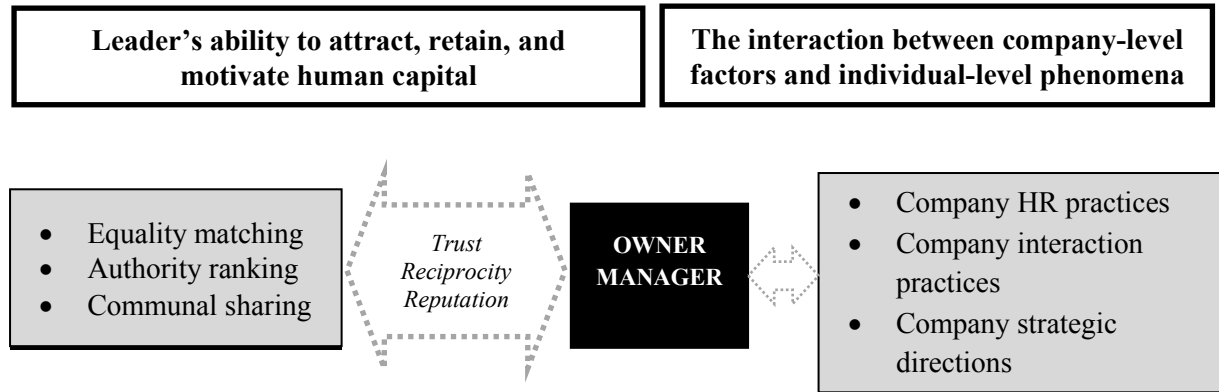 Leader’s ability to attract, retain, and
motivate human capital
The interaction between company-level
factors and individual-level phenomena
• Equality matching
• Authority ranking
• Communal sharing
Trust
Reciprocity
Reputation
OWNER
MANAGER
• Company HR practices
• Company interaction
practices
• Company strategic
directions